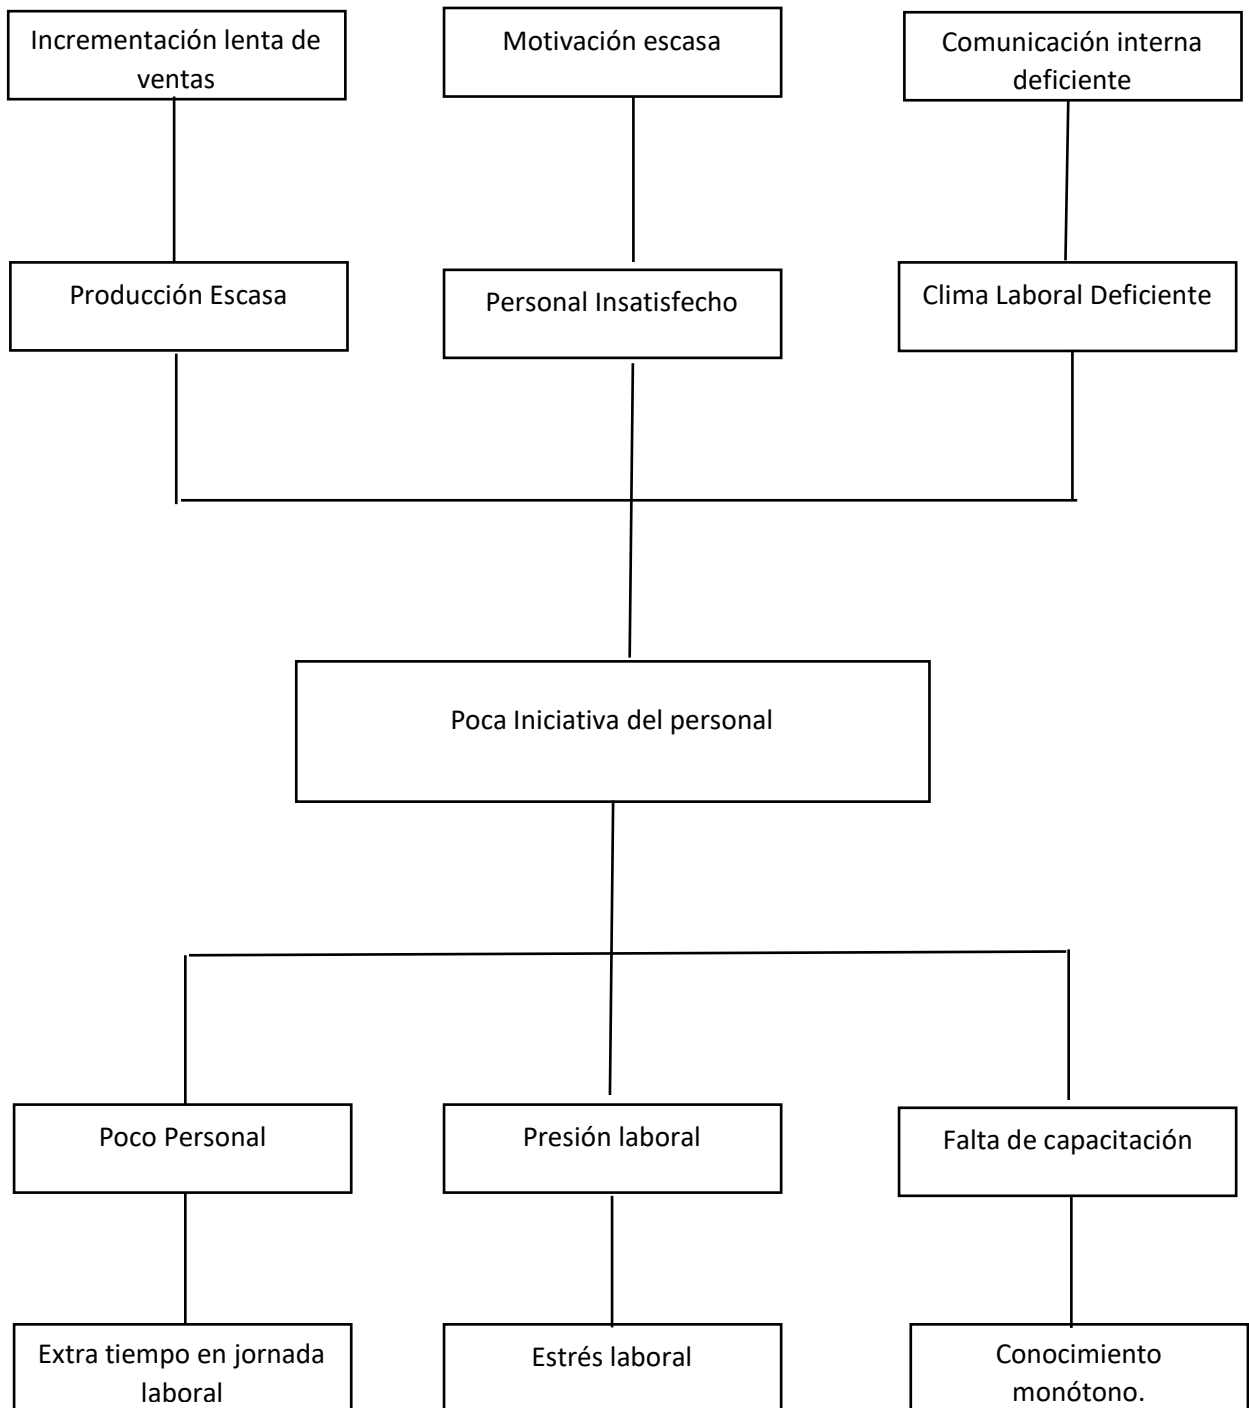 Incrementación lenta de
ventas
Motivación escasa
Comunicación interna
deficiente
Producción Escasa
Personal Insatisfecho
Clima Laboral Deficiente
Poca Iniciativa del personal
Poco Personal
Presión laboral
Falta de capacitación
Extra tiempo en jornada
laboral
Estrés laboral
Conocimiento
monótono.